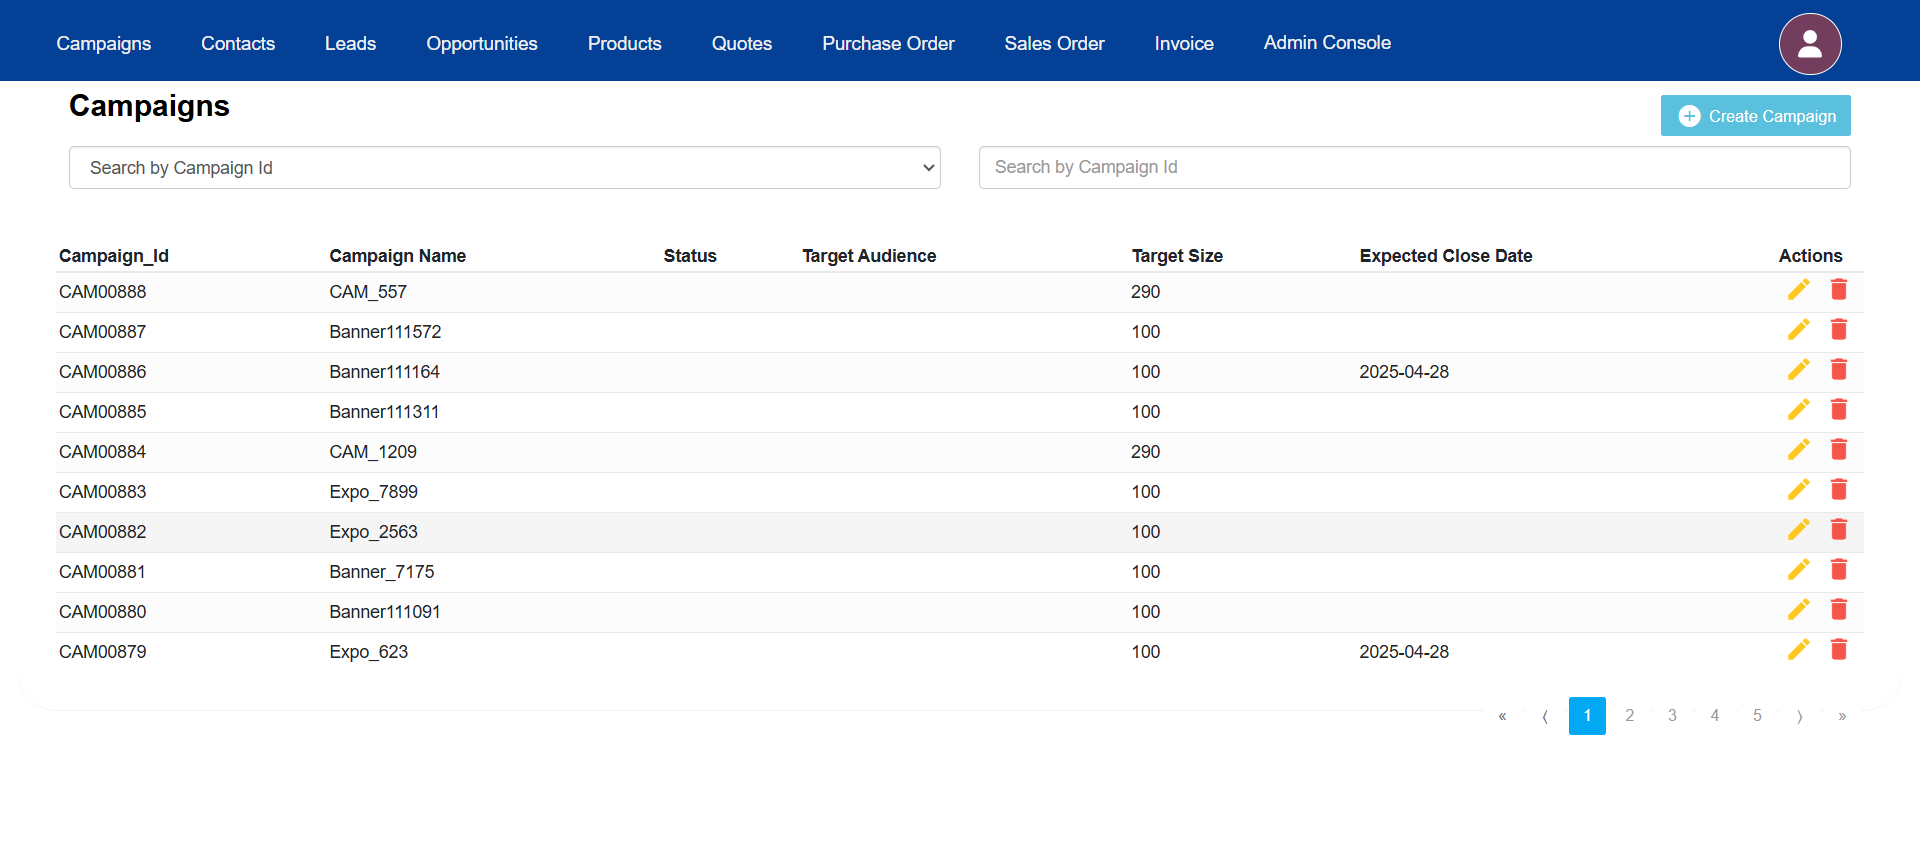 Campaigns Contacts Leads Opportunities Products Quotes Purchase Order Sales Order Invoice Admin Console
Campaigns
Create Campaign
Search by Campaign Id Search by Campaign Id
Campaign_Id Campaign Name Status Target Audience Target Size Expected Close Date Actions
CAM00888 CAM_557 290
CAM00887 Banner111572 100
CAM00886 Banner111164 100 2025-04-28
CAM00885 Banner111311 100
CAM00884 CAM_1209 290
CAM00883 Expo_7899 100
CAM00882 Expo_2563 100
CAM00881 Banner_7175 100
CAM00880 Banner111091 100
CAM00879 Expo_623 100 2025-04-28
« ⟨ 1 2 3 4 5 ⟩ »